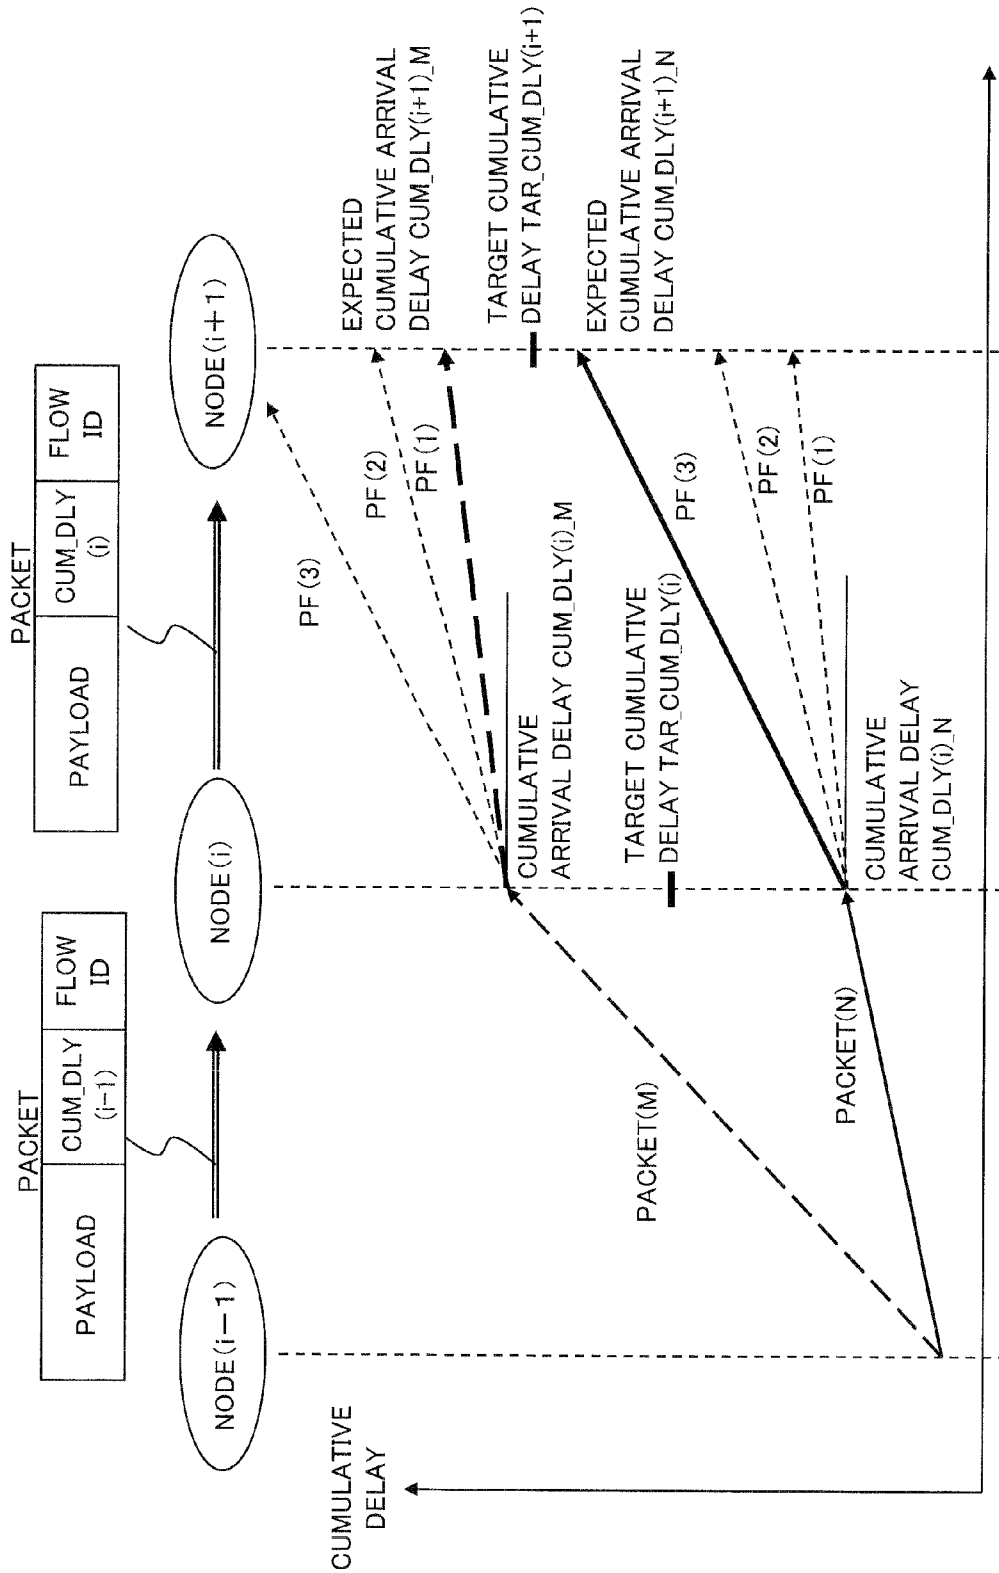 PACKET
PAYLOAD
CUM_DLY
(i-1)
FLOW
ID
PACKET
PAYLOAD
CUM_DLY
(i)
FLOW
ID
NODE(i-1)
NODE(i)
NODE(i+1)
CUMULATIVE
DELAY
PACKET(M)
PACKET(N)
PF(3)
PF(2)
PF(1)
CUMULATIVE
ARRIVAL DELAY CUM_DLY(i)_M
TARGET CUMULATIVE
DELAY TAR_CUM_DLY(i)
PF(3)
PF(2)
PF(1)
CUMULATIVE
ARRIVAL DELAY
CUM_DLY(i)_N
EXPECTED
CUMULATIVE ARRIVAL
DELAY CUM_DLY(i+1)_M
TARGET CUMULATIVE
DELAY TAR_CUM_DLY(i+1)
EXPECTED
CUMULATIVE ARRIVAL
DELAY CUM_DLY(i+1)_N